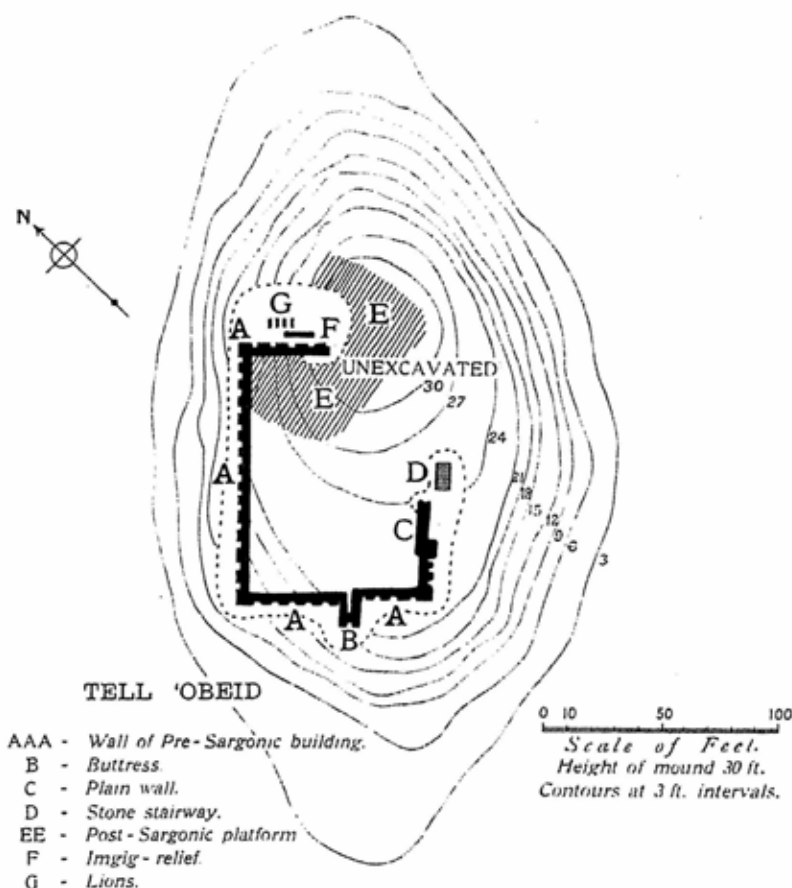 N
G
A
F
E
UNEXCAVATED
30
E
27
24
A
D
21
18
15
12
9
6
3
C
A
B
A
TELL 'OBEID
AAA - Wall of Pre-Sargonic building.
B - Buttress.
C - Plain wall.
D - Stone stairway.
EE - Post-Sargonic platform
F - Imgig-relief.
G - Lions.
0 10 50 100
Scale of Feet.
Height of mound 30 ft.
Contours at 3 ft. intervals.